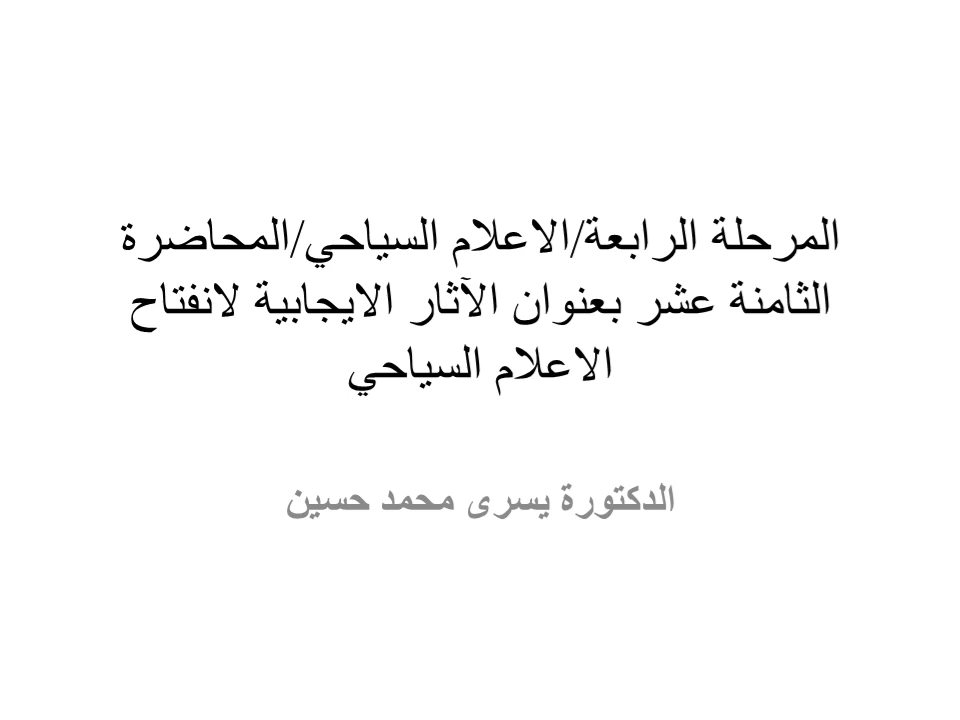 المرحلة الرابعة/الاعلام السياحي/المحاضرة
الثامنة عشر بعنوان الآثار الايجابية لانفتاح
الاعلام السياحي
الدكتورة يسرى محمد حسين